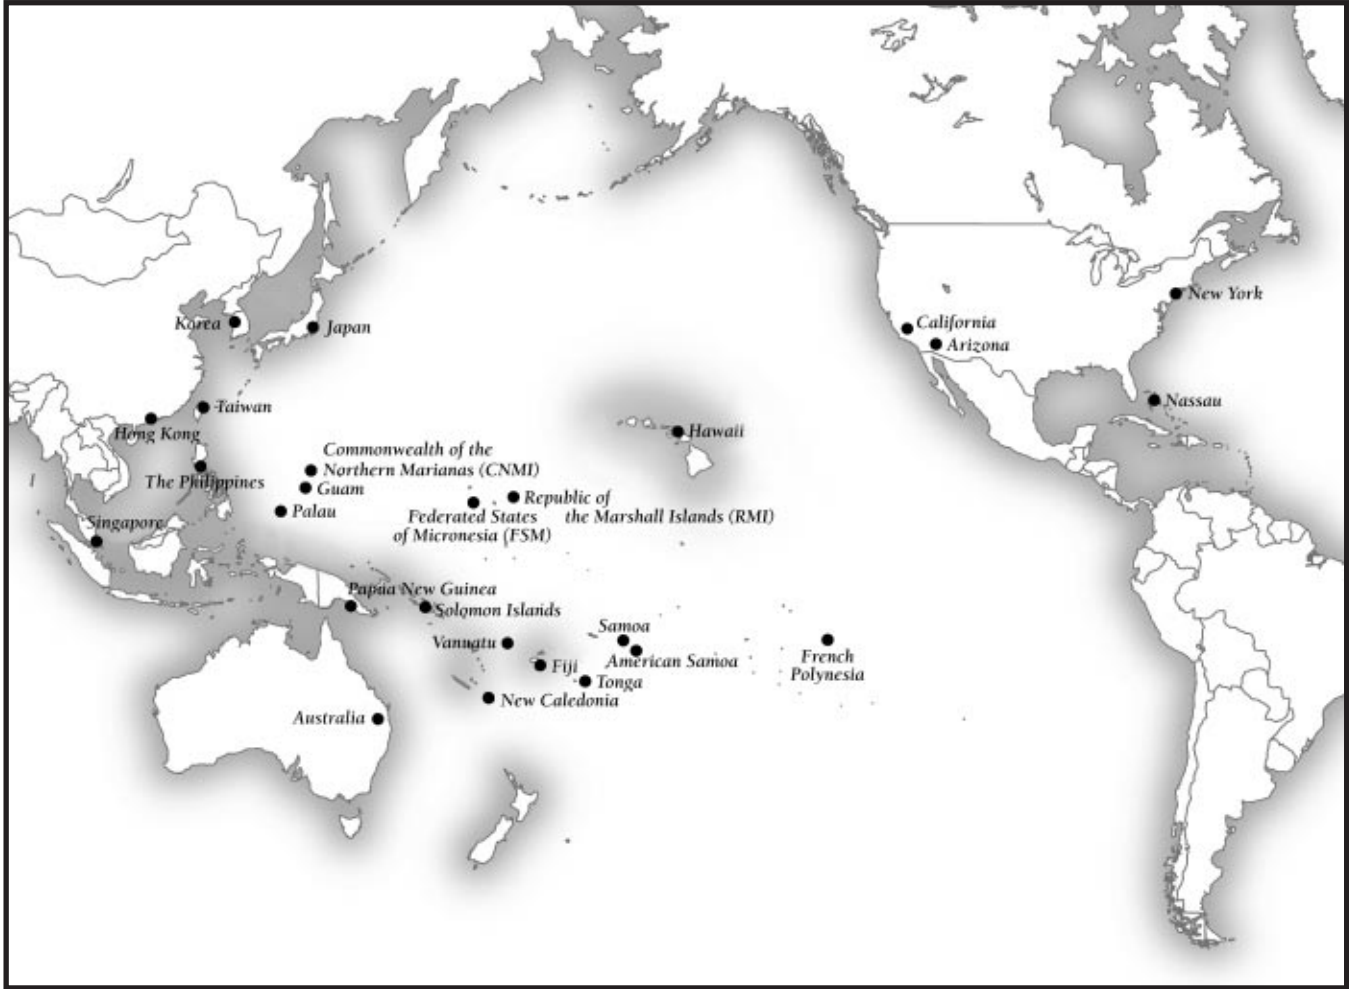 New York
Korea
Japan
California
Arizona
Nassau
Taiwan
Hong Kong
Hawaii
Commonwealth of the
Northern Marianas (CNMI)
The Philippines
Guam
Palau
Republic of
the Marshall Islands (RMI)
Federated States
of Micronesia (FSM)
Singapore
Papua New Guinea
Solomon Islands
Samoa
Vanuatu
American Samoa
French
Polynesia
Fiji
Tonga
New Caledonia
Australia